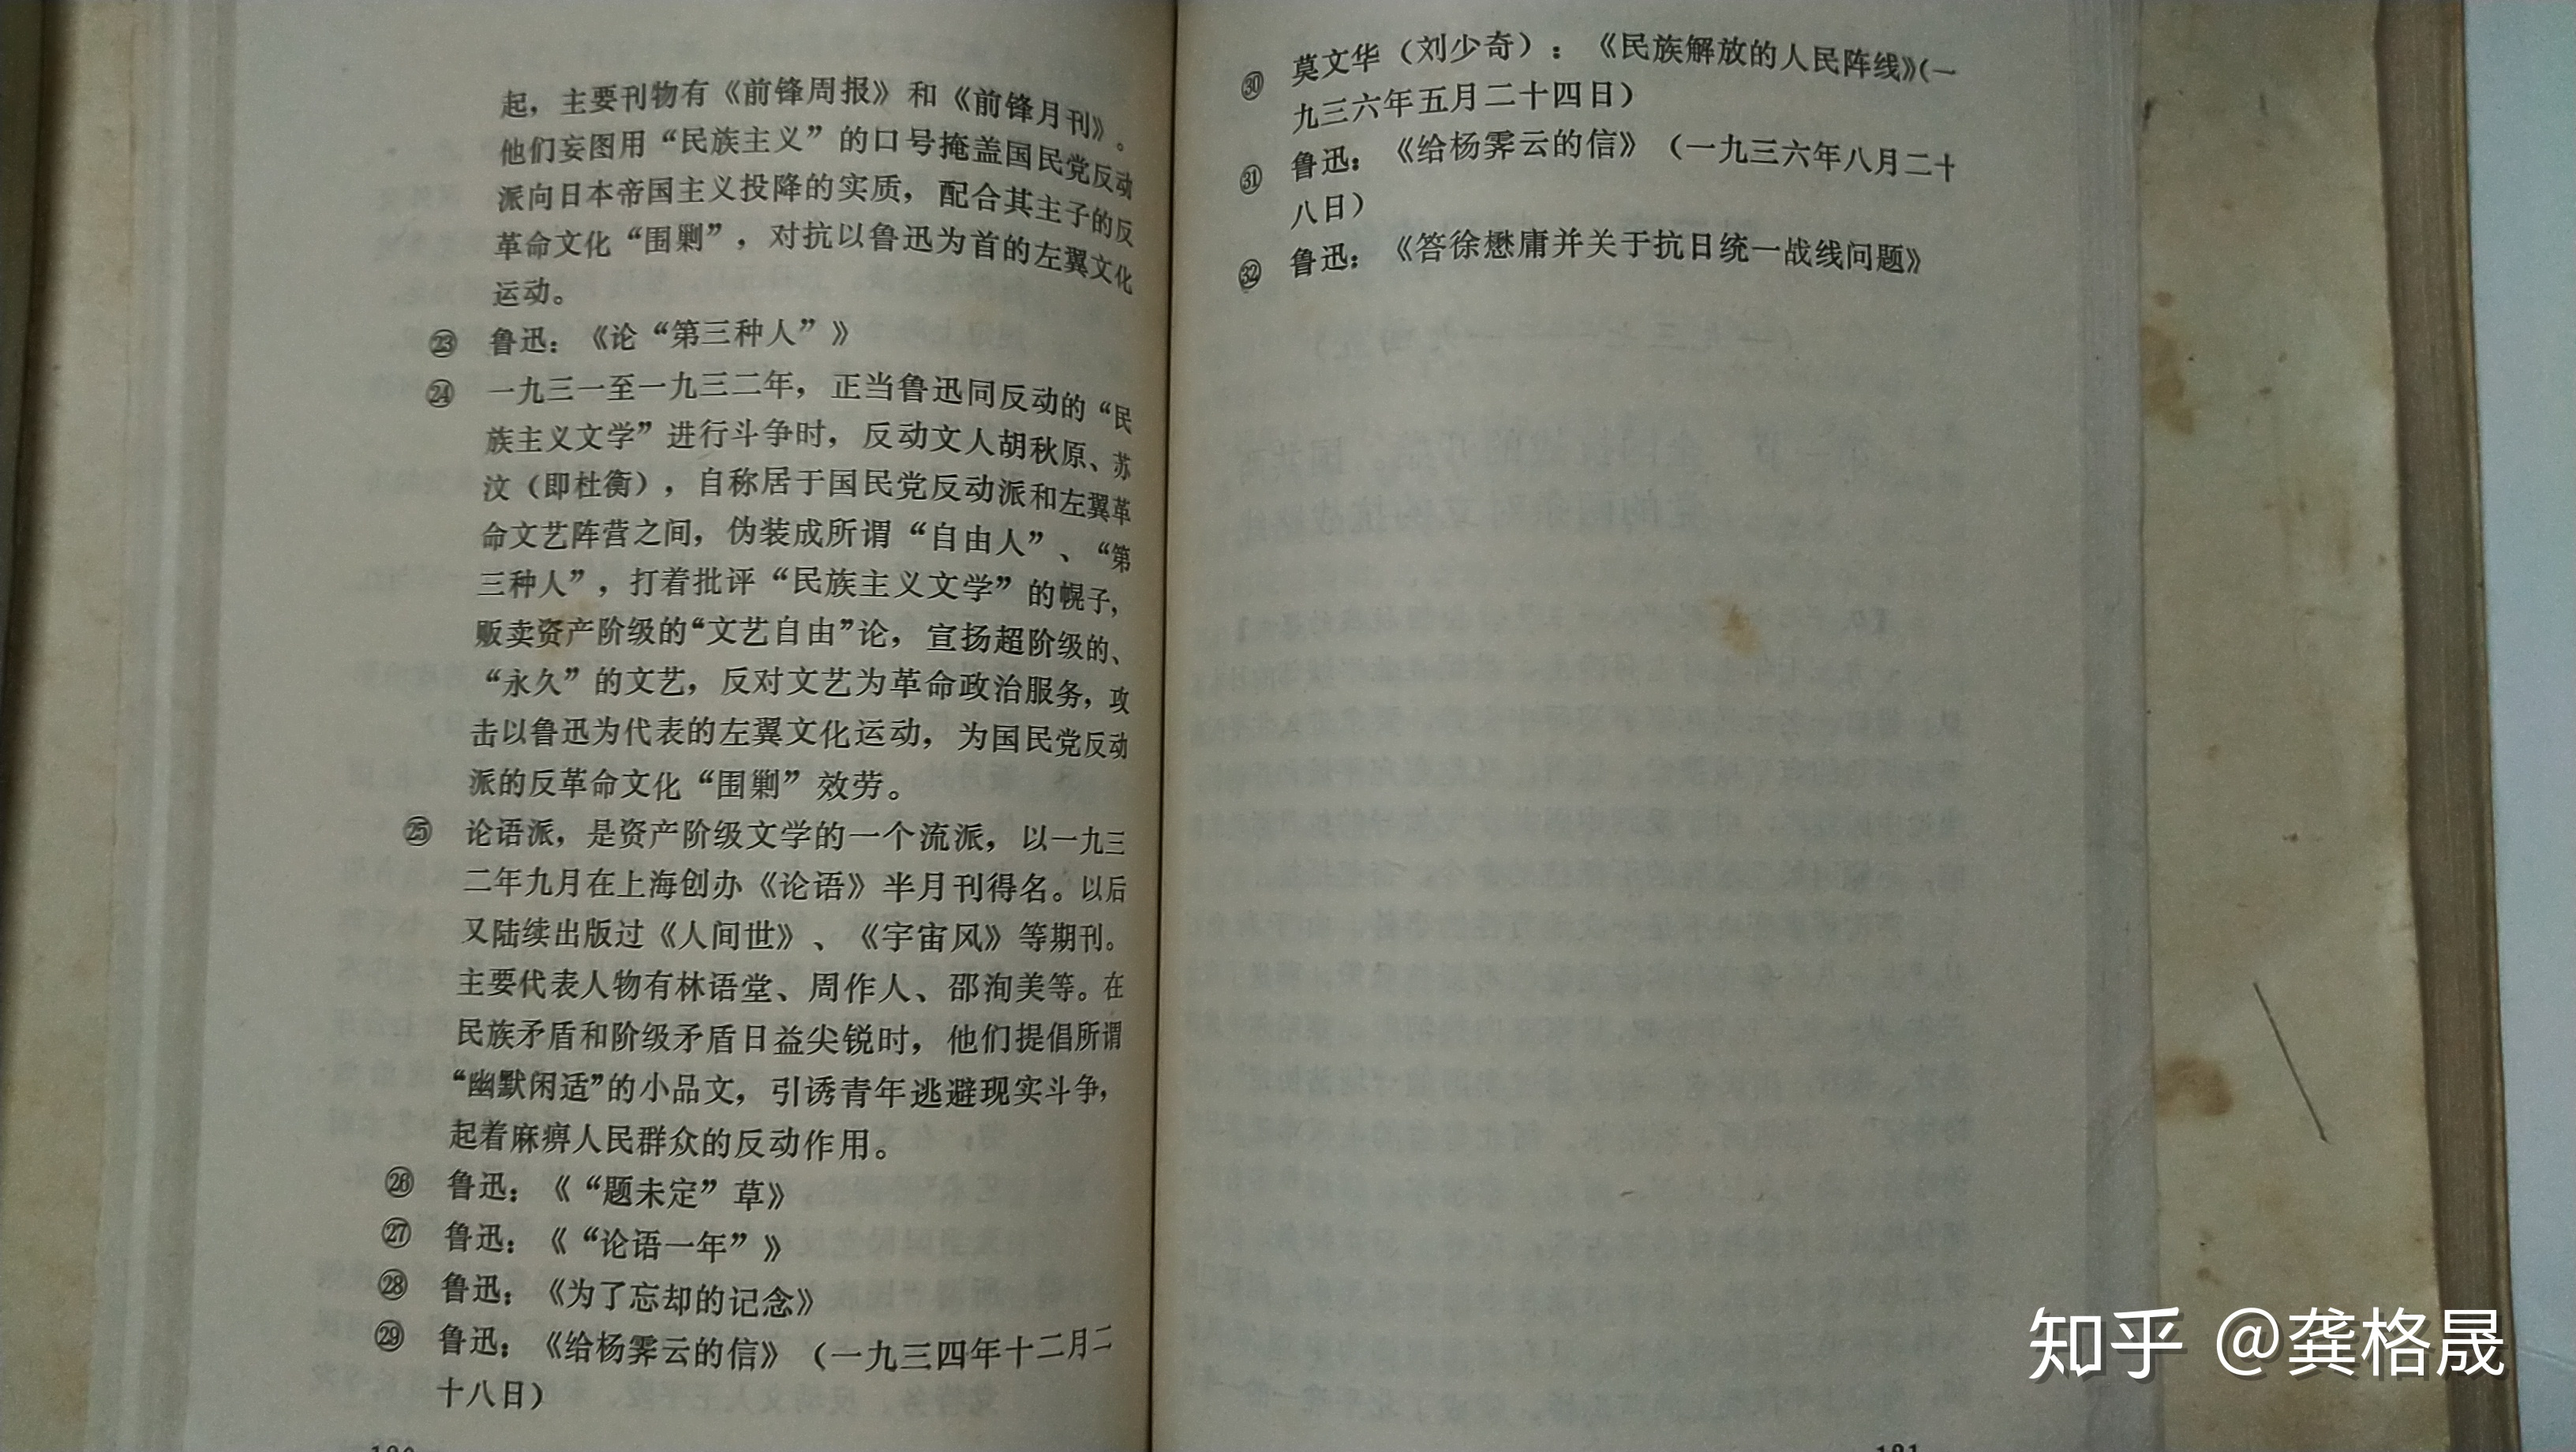 起，主要刊物有《前锋周报》和《前锋月刊》。
他们妄图用“民族主义”的口号掩盖国民党反动
派向日本帝国主义投降的实质，配合其主子的反
革命文化“围剿”，对抗以鲁迅为首的左翼文化
运动。
㉓ 鲁迅：《论“第三种人”》
㉔ 一九三一至一九三二年，正当鲁迅同反动的“民
族主义文学”进行斗争时，反动文人胡秋原、苏
汶（即杜衡），自称居于国民党反动派和左翼革
命文艺阵营之间，伪装成所谓“自由人”、“第
三种人”，打着批评“民族主义文学”的幌子，
贩卖资产阶级的“文艺自由”论，宣扬超阶级的、
“永久”的文艺，反对文艺为革命政治服务，攻
击以鲁迅为代表的左翼文化运动，为国民党反动
派的反革命文化“围剿”效劳。
㉕ 论语派，是资产阶级文学的一个流派，以一九三
二年九月在上海创办《论语》半月刊得名。以后
又陆续出版过《人间世》、《宇宙风》等期刊。
主要代表人物有林语堂、周作人、邵洵美等。在
民族矛盾和阶级矛盾日益尖锐时，他们提倡所谓
“幽默闲适”的小品文，引诱青年逃避现实斗争，
起着麻痹人民群众的反动作用。
㉖ 鲁迅：《“题未定”草》
㉗ 鲁迅：《“论语一年”》
㉘ 鲁迅：《为了忘却的记念》
㉙ 鲁迅：《给杨霁云的信》（一九三四年十二月二
十八日）
㉚ 莫文华（刘少奇）：《民族解放的人民阵线》（一
九三六年五月二十四日）
㉛ 鲁迅：《给杨霁云的信》（一九三六年八月二十
八日）
㉜ 鲁迅：《答徐懋庸并关于抗日统一战线问题》
知乎 @龚格晟